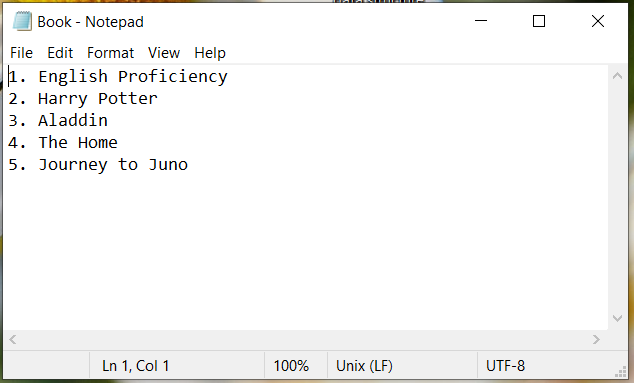 Book - Notepad
File Edit Format View Help
1. English Proficiency
2. Harry Potter
3. Aladdin
4. The Home
5. Journey to Juno
Ln 1, Col 1 100% Unix (LF) UTF-8